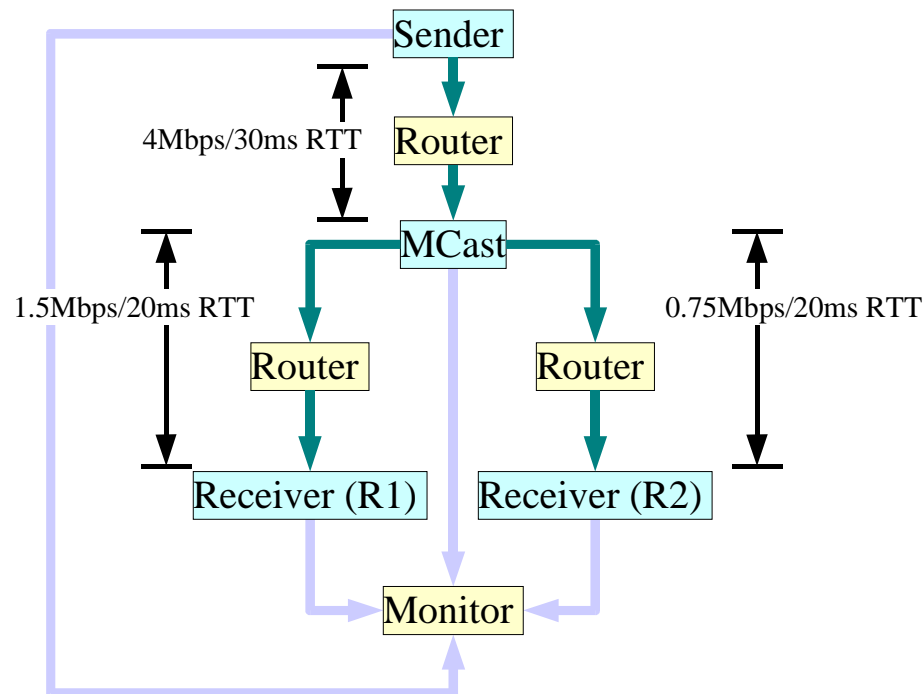 Sender
4Mbps/30ms RTT
Router
MCast
1.5Mbps/20ms RTT
0.75Mbps/20ms RTT
Router
Router
Receiver (R1)
Receiver (R2)
Monitor